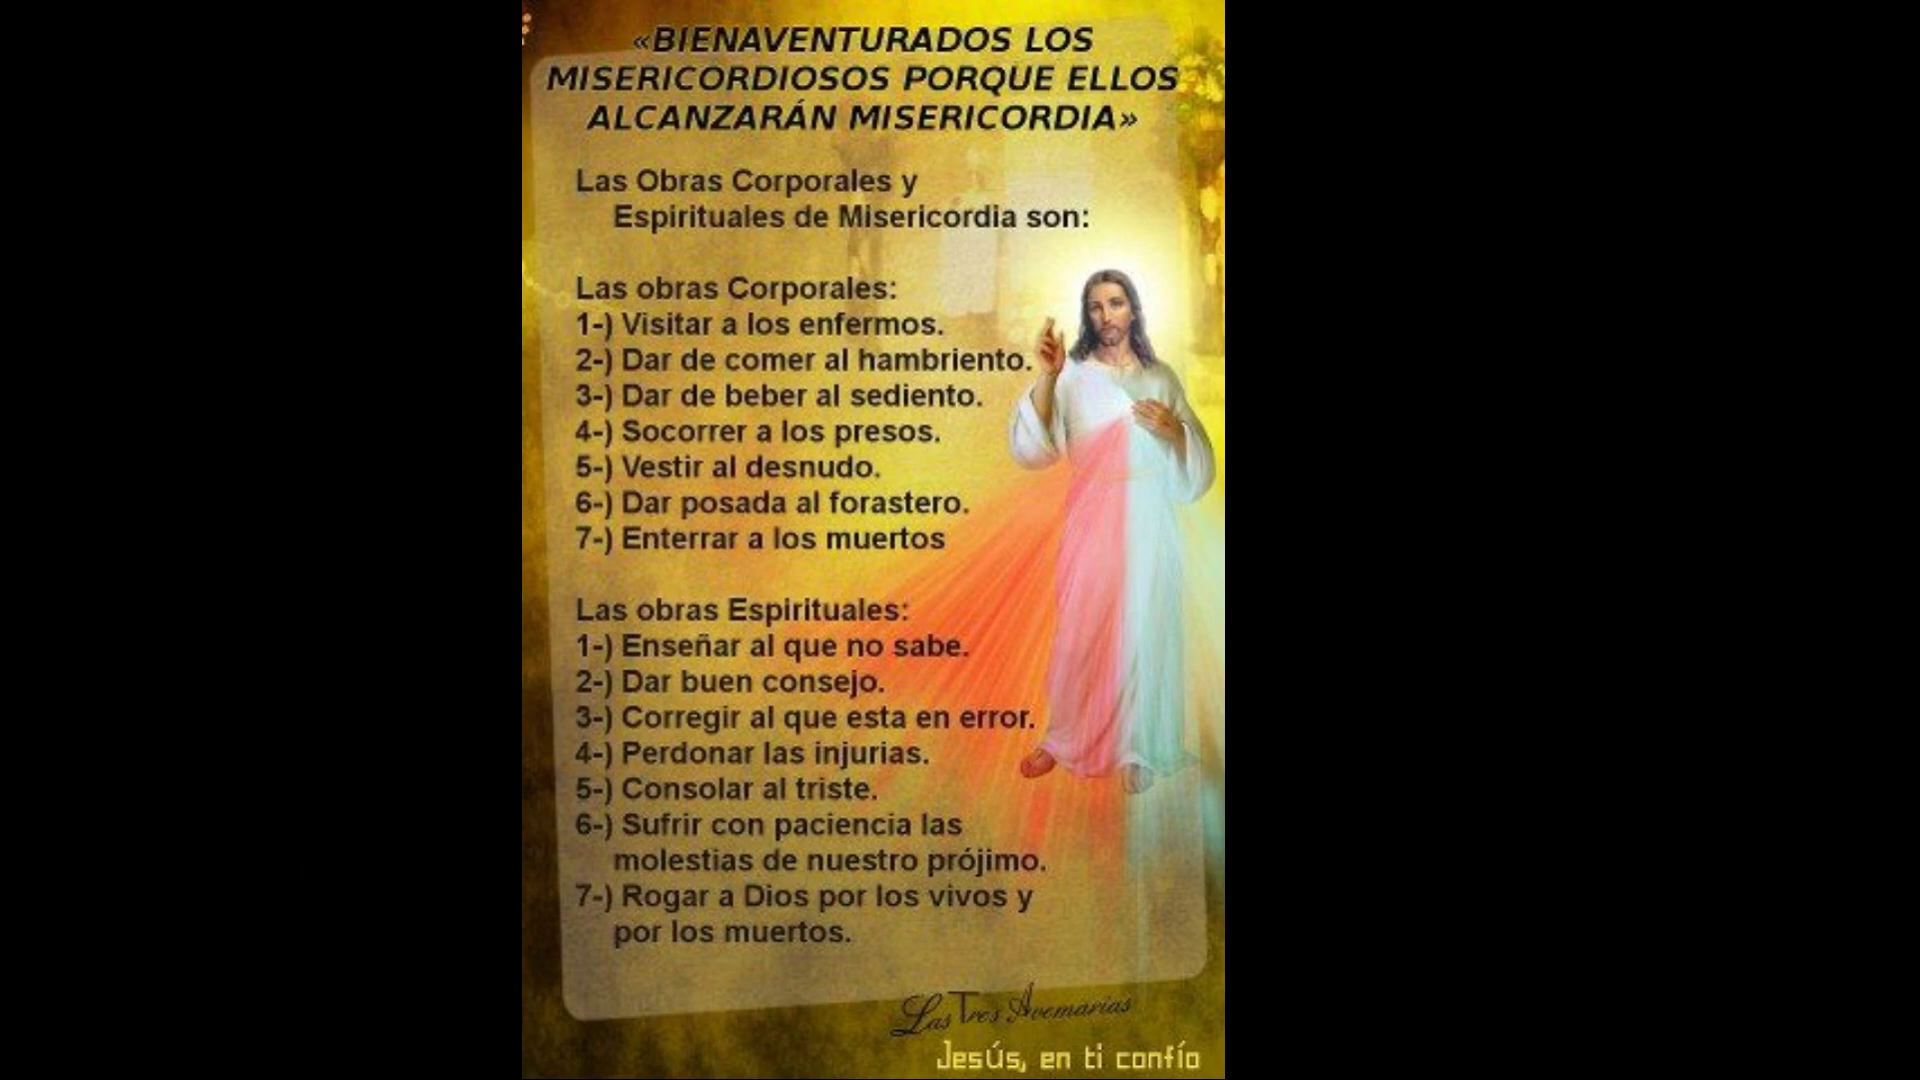 «BIENAVENTURADOS LOS
MISERICORDIOSOS PORQUE ELLOS
ALCANZARÁN MISERICORDIA»
Las Obras Corporales y
Espirituales de Misericordia son:
Las obras Corporales:
1-) Visitar a los enfermos.
2-) Dar de comer al hambriento.
3-) Dar de beber al sediento.
4-) Socorrer a los presos.
5-) Vestir al desnudo.
6-) Dar posada al forastero.
7-) Enterrar a los muertos
Las obras Espirituales:
1-) Enseñar al que no sabe.
2-) Dar buen consejo.
3-) Corregir al que esta en error.
4-) Perdonar las injurias.
5-) Consolar al triste.
6-) Sufrir con paciencia las
molestias de nuestro prójimo.
7-) Rogar a Dios por los vivos y
por los muertos.
Las Tres Avemarías
Jesús, en ti confío